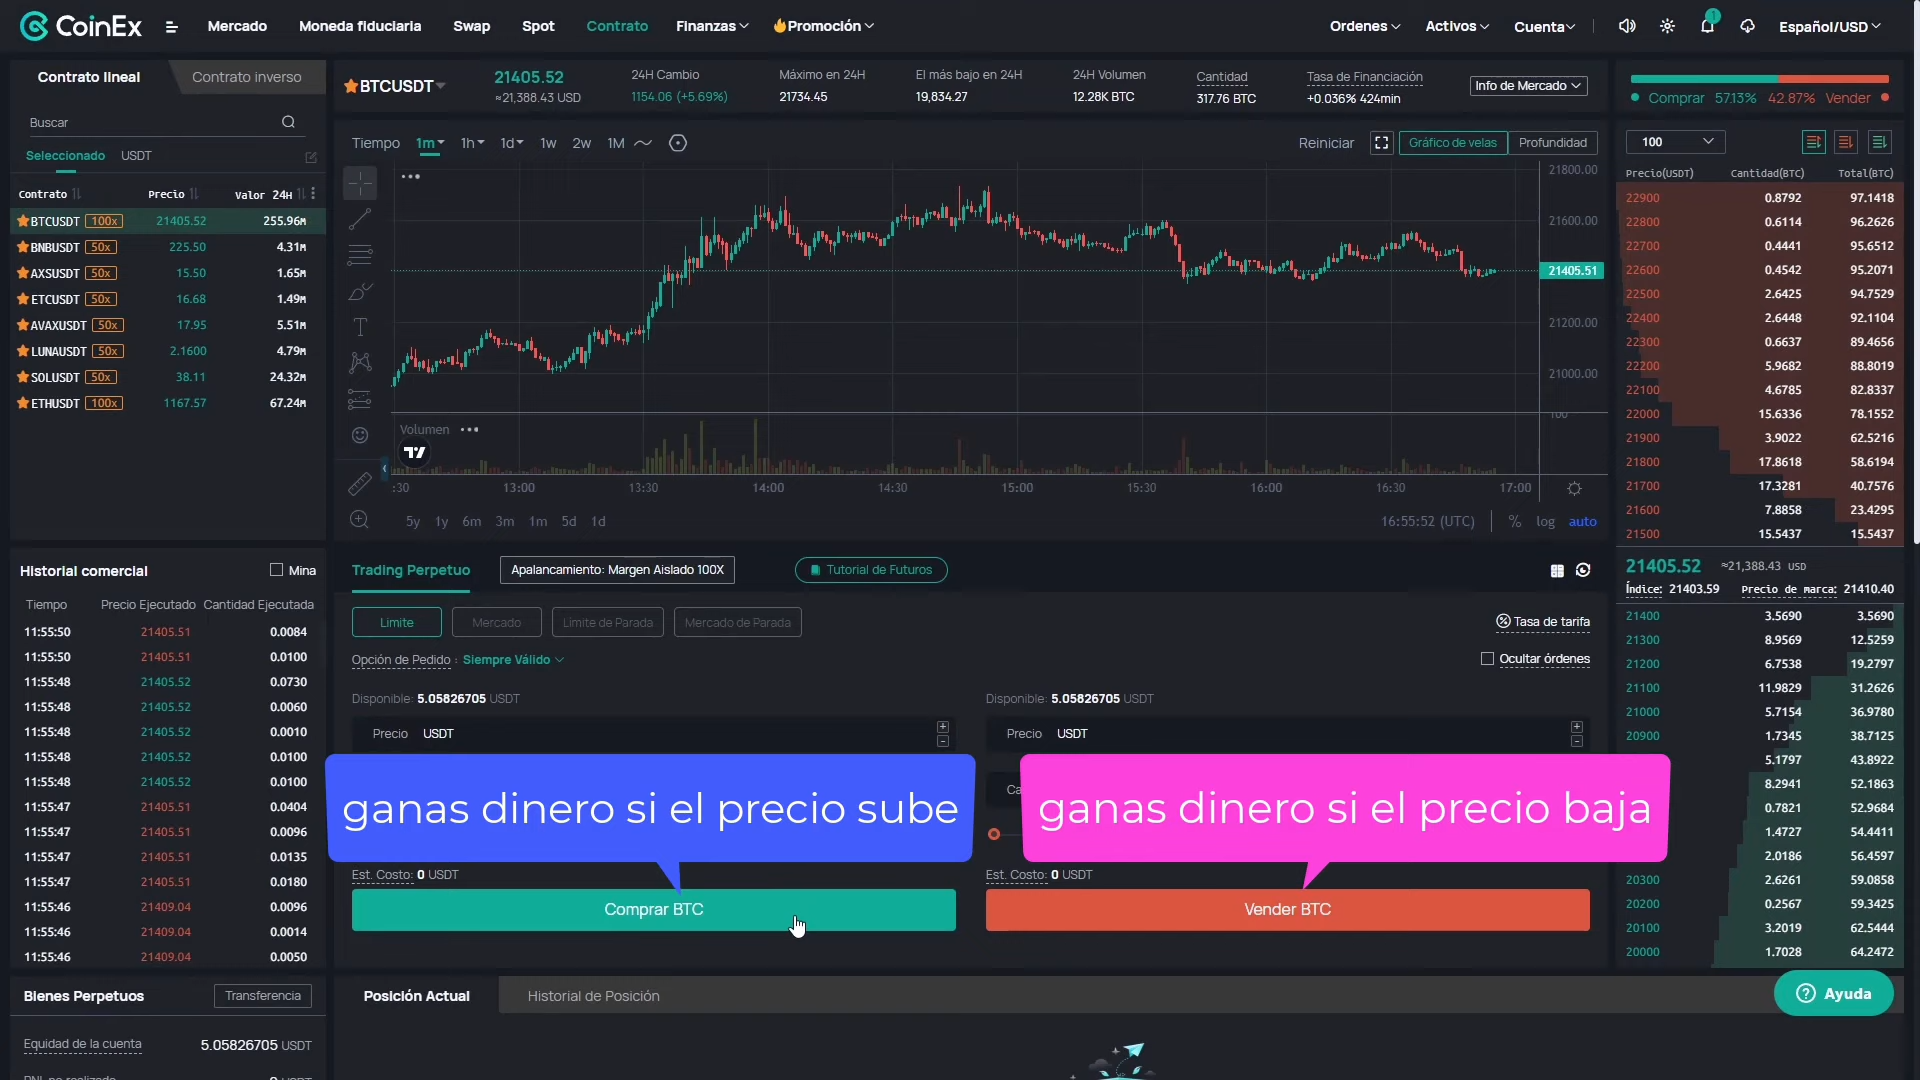 CoinEx
Mercado
Moneda fiduciaria
Swap
Spot
Contrato
Finanzas
Promoción
Ordenes
Activos
Cuenta
1
Español/USD
Contrato lineal
Contrato inverso
Buscar
Seleccionado
USDT
Contrato
Precio
Valor 24H
BTCUSDT 100x 21405.52 255.96M
BNBUSDT 50x 225.50 4.31M
AXSUSDT 50x 15.50 1.65M
ETCUSDT 50x 16.68 1.49M
AVAXUSDT 50x 17.95 5.51M
LUNAUSDT 50x 2.1600 4.79M
SOLUSDT 50x 38.11 24.32M
ETHUSDT 100x 1167.57 67.24M
BTCUSDT
21405.52
≈21,388.43 USD
24H Cambio
1154.06 (+5.69%)
Máximo en 24H
21734.45
El más bajo en 24H
19,834.27
24H Volumen
12.28K BTC
Cantidad
317.76 BTC
Tasa de Financiación
+0.036% 424min
Info de Mercado
Comprar 57.13% 42.87% Vender
Tiempo 1m 1h 1d 1w 2w 1M
Reiniciar
Gráfico de velas
Profundidad
21800.00
21600.00
21405.51
21200.00
21000.00
100
Volumen
:30 13:00 13:30 14:00 14:30 15:00 15:30 16:00 16:30 17:00
5y 1y 6m 3m 1m 5d 1d
16:55:52 (UTC) % log auto
100
Precio(USDT) Cantidad(BTC) Total(BTC)
22900 0.8792 97.1418
22800 0.6114 96.2626
22700 0.4441 95.6512
22600 0.4542 95.2071
22500 2.6425 94.7529
22400 2.6448 92.1104
22300 0.6637 89.4656
22200 5.9682 88.8019
22100 4.6785 82.8337
22000 15.6336 78.1552
21900 3.9022 62.5216
21800 17.8618 58.6194
21700 17.3281 40.7576
21600 7.8858 23.4295
21500 15.5437 15.5437
21405.52 ≈21,388.43 USD
Índice: 21403.59 Precio de marca: 21410.40
21400 3.5690 3.5690
21300 8.9569 12.5259
21200 6.7538 19.2797
21100 11.9829 31.2626
21000 5.7154 36.9780
20900 1.7345 38.7125
5.1797 43.8922
8.2941 52.1863
0.7821 52.9684
1.4727 54.4411
2.0186 56.4597
20300 2.6261 59.0858
20200 0.2567 59.3425
20100 3.2019 62.5444
20000 1.7028 64.2472
Historial comercial
Mina
Tiempo Precio Ejecutado Cantidad Ejecutada
11:55:50 21405.51 0.0084
11:55:50 21405.51 0.0100
11:55:48 21405.52 0.0730
11:55:48 21405.52 0.0060
11:55:48 21405.52 0.0010
11:55:48 21405.52 0.0100
11:55:48 21405.52 0.0100
11:55:47 21405.51 0.0404
11:55:47 21405.51 0.0096
11:55:47 21405.51 0.0135
11:55:47 21405.51 0.0180
11:55:46 21409.04 0.0096
11:55:46 21409.04 0.0014
11:55:46 21409.04 0.0050
Trading Perpetuo
Apalancamiento: Margen Aislado 100X
Tutorial de Futuros
Limite
Mercado
Limite de Parada
Mercado de Parada
Tasa de tarifa
Opción de Pedido : Siempre Válido
Ocultar órdenes
Disponible: 5.05826705 USDT
Precio USDT
ganas dinero si el precio sube
Est. Costo: 0 USDT
Comprar BTC
Disponible: 5.05826705 USDT
Precio USDT
Ca
ganas dinero si el precio baja
Est. Costo: 0 USDT
Vender BTC
Bienes Perpetuos
Transferencia
Equidad de la cuenta 5.05826705 USDT
Posición Actual
Historial de Posición
Ayuda